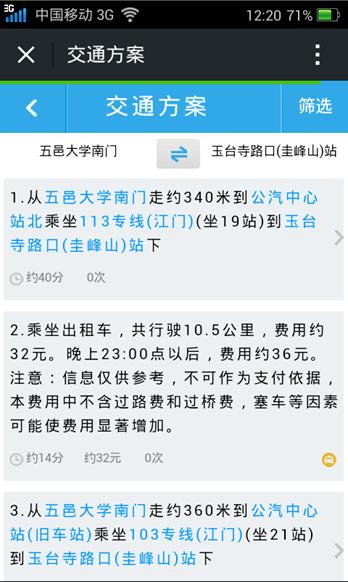 3G 中国移动 3G 12:20 71%
交通方案
交通方案 筛选
五邑大学南门 玉台寺路口(圭峰山)站
1.从五邑大学南门走约340米到公汽中心
站北乘坐113专线(江门)(坐19站)到玉台
寺路口(圭峰山)站下
约40分 0次
2.乘坐出租车，共行驶10.5公里，费用约
32元。晚上23:00点以后，费用约36元。
注意：信息仅供参考，不可作为支付依据，
本费用中不含过路费和过桥费，塞车等因素
可能使费用显著增加。
约14分 约32元 0次
3.从五邑大学南门走约360米到公汽中心
站(旧车站)乘坐103专线(江门)(坐21站)
到玉台寺路口(圭峰山)站下